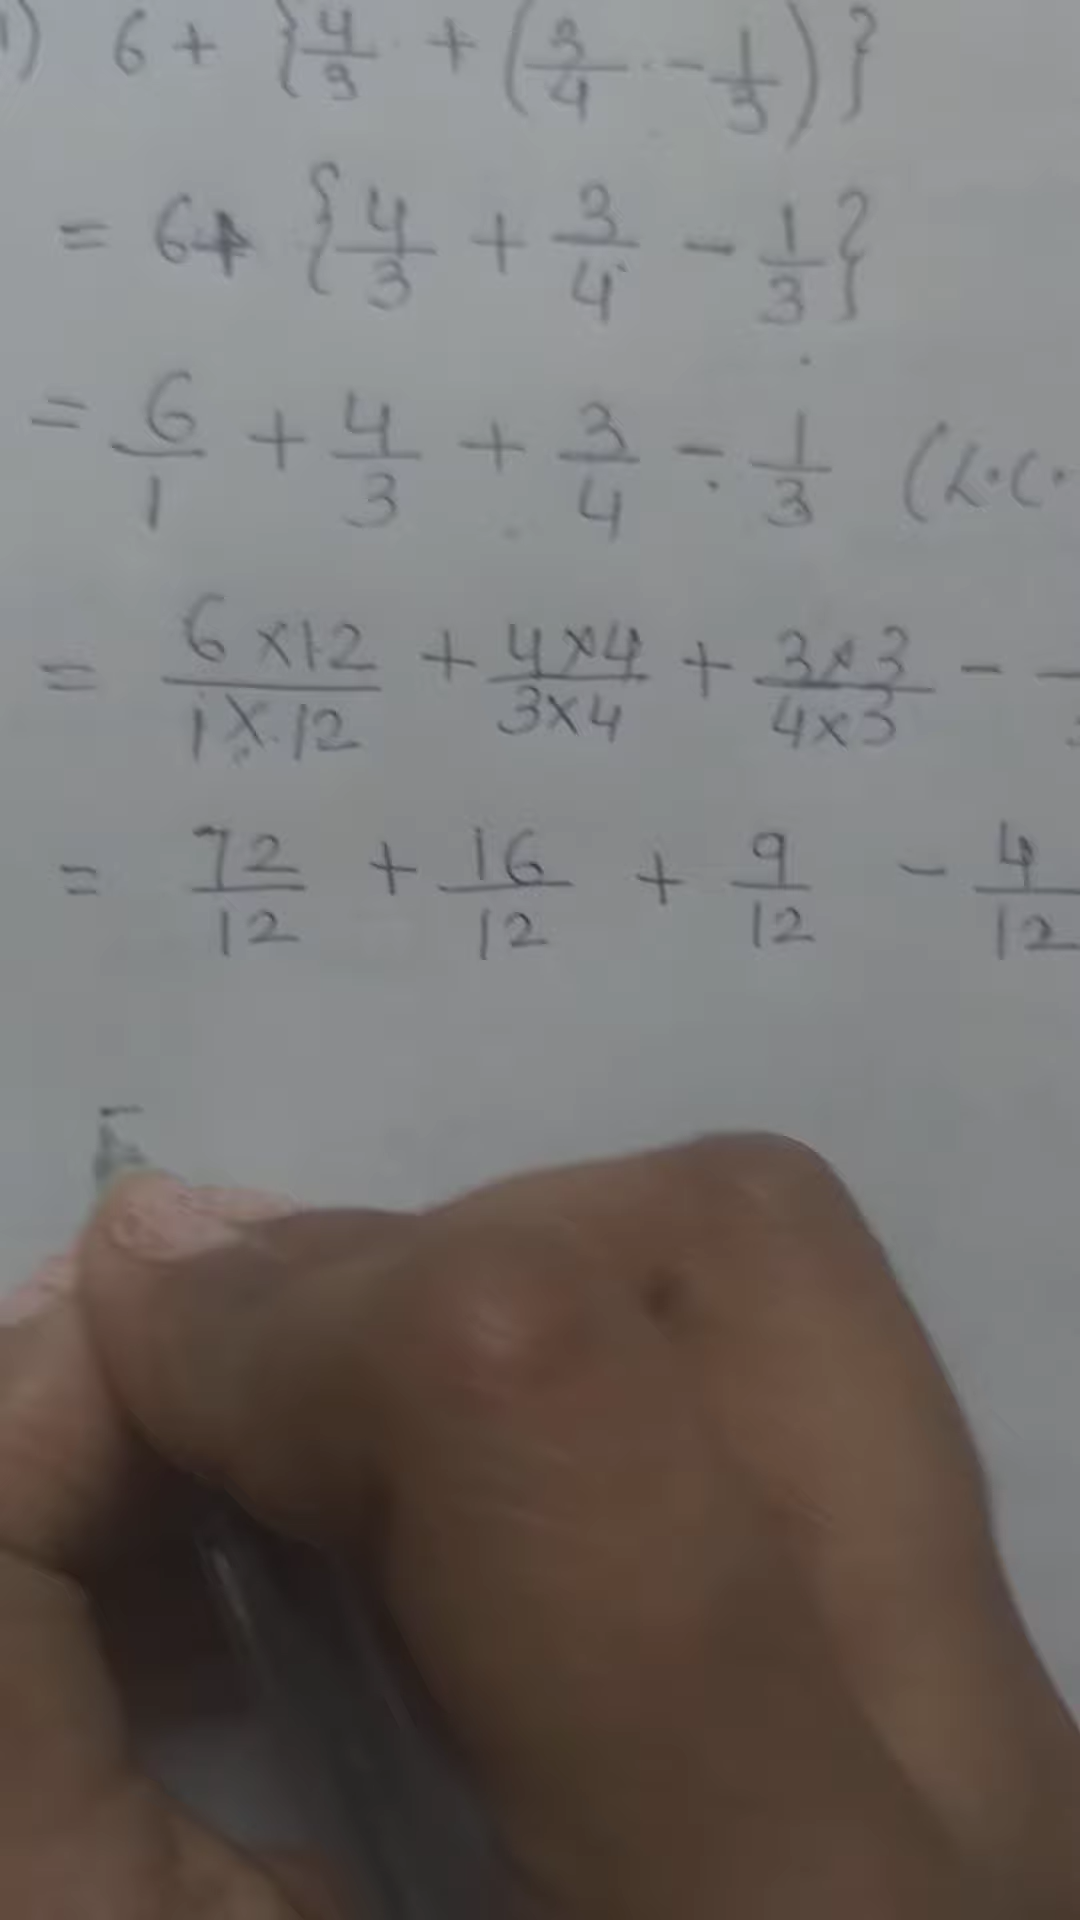 1) 6 + {4/3 + (3/4 - 1/3)}
= 6+ {4/3 + 3/4 - 1/3}
= 6/1 + 4/3 + 3/4 - 1/3 (L.C.
= 6×12/1×12 + 4×4/3×4 + 3×3/4×3 -
= 72/12 + 16/12 + 9/12 - 4/12